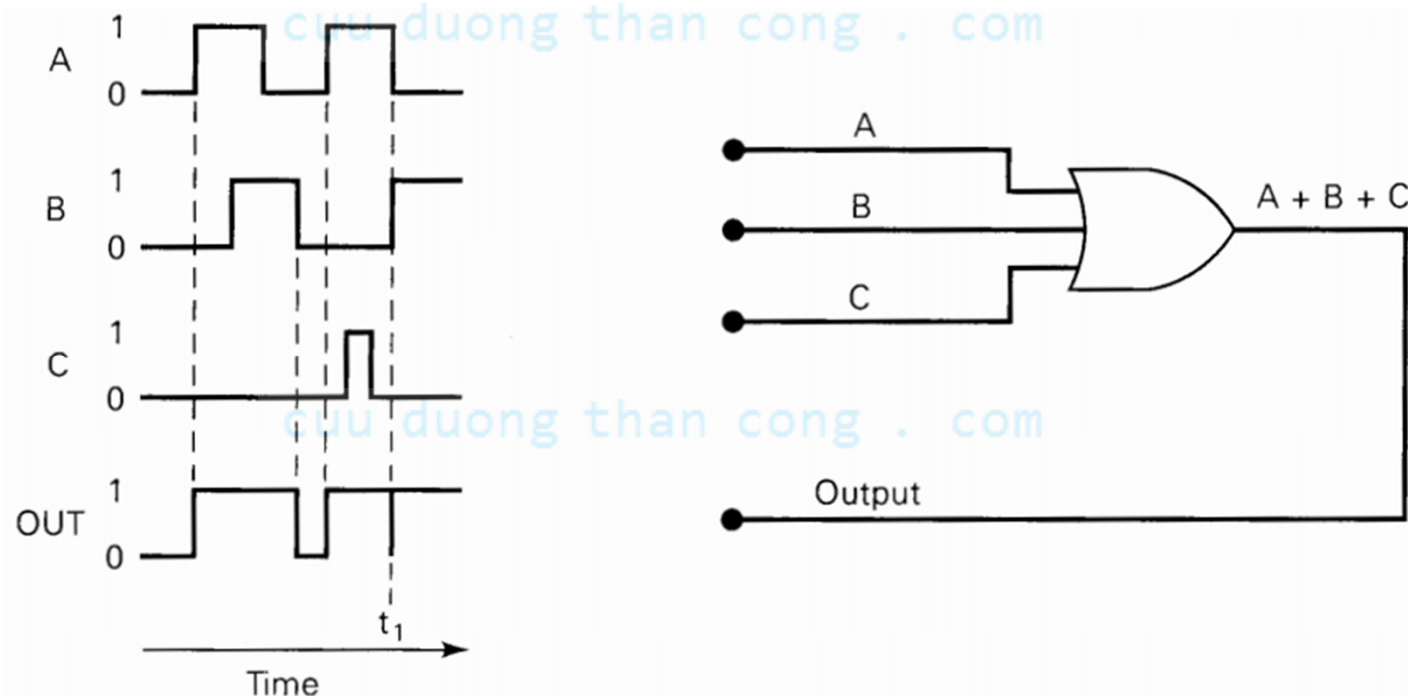 cuu duong than cong . com
A
1
0
B
1
0
C
1
0
cuu duong than cong . com
OUT
1
0
t1
Time
A
B
C
A + B + C
Output